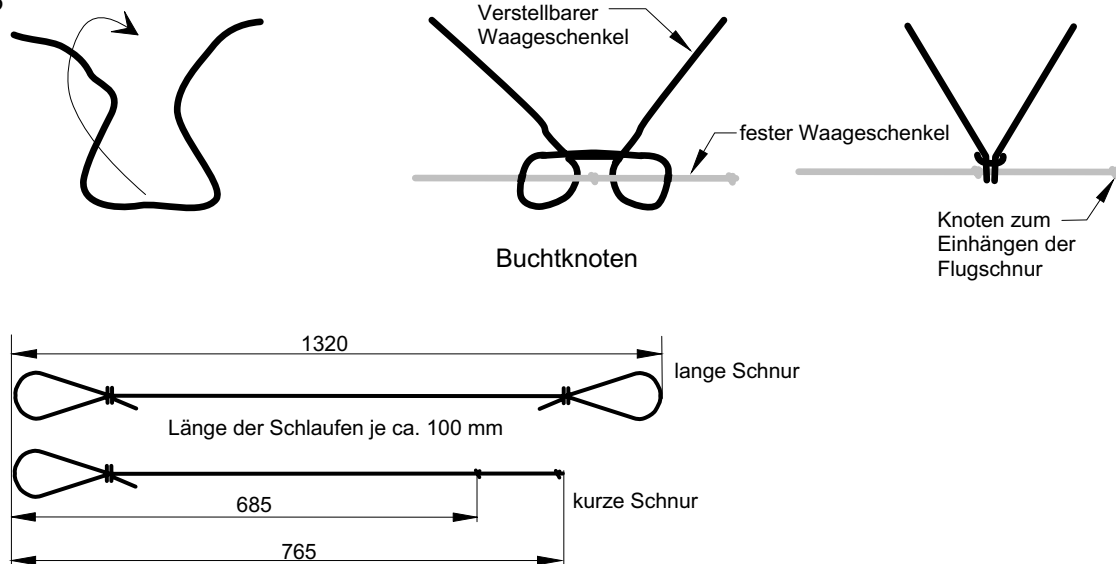 Verstellbarer
Waageschenkel
fester Waageschenkel
Knoten zum
Einhängen der
Flugschnur
Buchtknoten
1320
lange Schnur
Länge der Schlaufen je ca. 100 mm
kurze Schnur
685
765